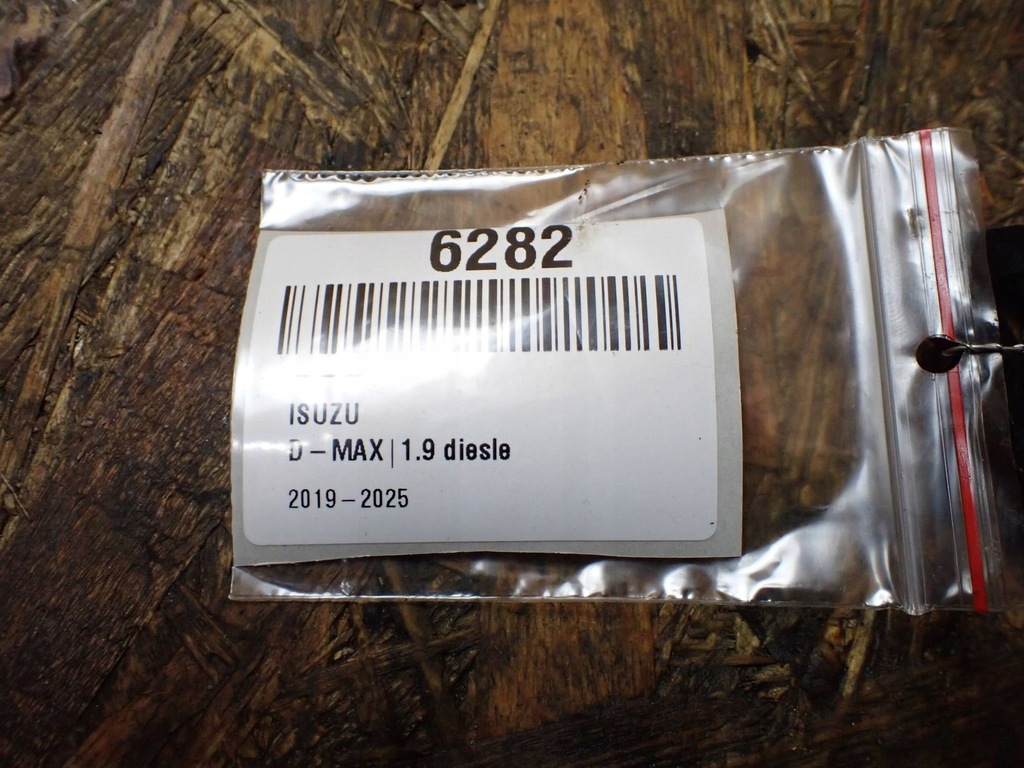 6282
ISUZU
D – MAX | 1.9 diesle
2019 – 2025